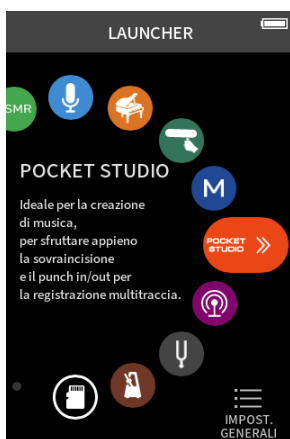 LAUNCHER
SMR
M
POCKET STUDIO
Ideale per la creazione
di musica,
per sfruttare appieno
la sovraincisione
e il punch in/out per
la registrazione multitraccia.
POCKET
STUDIO
IMPOST.
GENERALI